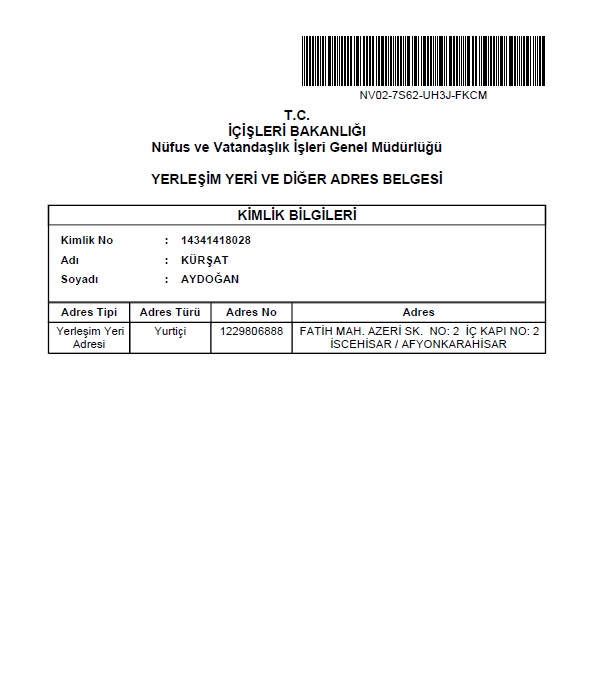 NV02-7S62-UH3J-FKCM
T.C.
İÇİŞLERİ BAKANLIĞI
Nüfus ve Vatandaşlık İşleri Genel Müdürlüğü
YERLEŞİM YERİ VE DİĞER ADRES BELGESİ
KİMLİK BİLGİLERİ
Kimlik No : 14341418028
Adı : KÜRŞAT
Soyadı : AYDOĞAN
Adres Tipi Adres Türü Adres No Adres
Yerleşim Yeri Yurtiçi 1229806888 FATİH MAH. AZERİ SK. NO: 2 İÇ KAPI NO: 2
Adresi İSCEHİSAR / AFYONKARAHİSAR